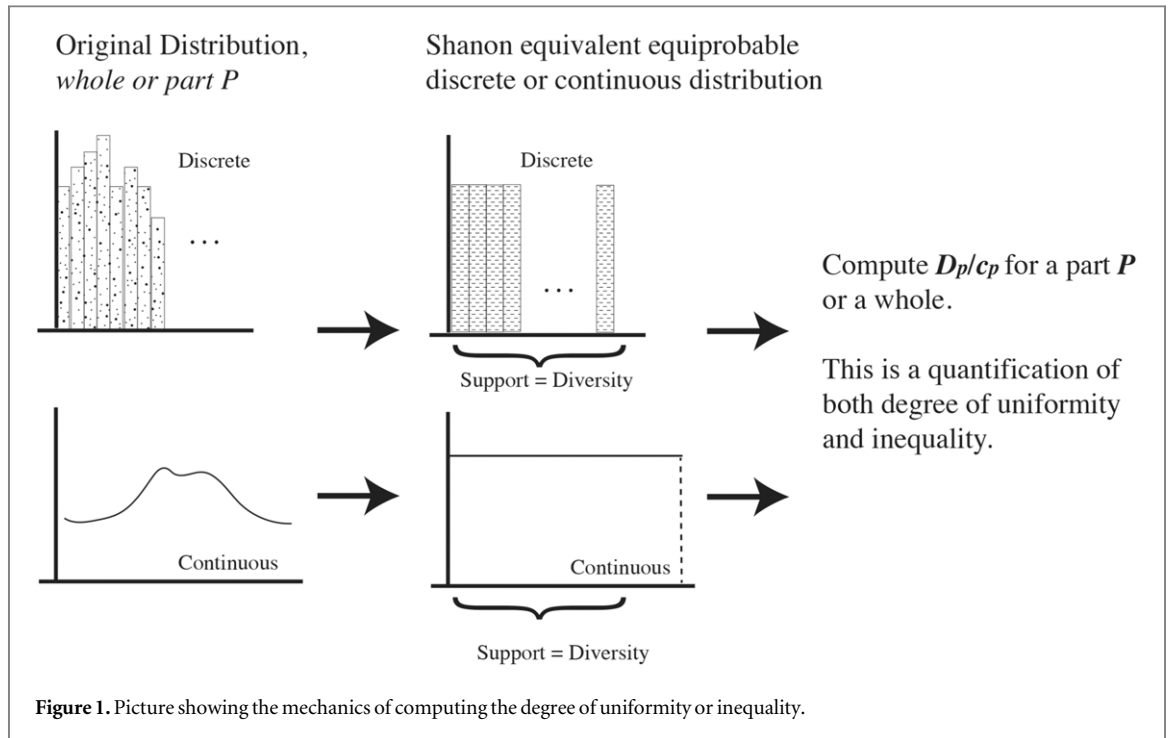 Original Distribution,
whole or part P
Shanon equivalent equiprobable
discrete or continuous distribution
Discrete
...
Discrete
...
Support = Diversity
Compute Dp/cp for a part P
or a whole.
This is a quantification of
both degree of uniformity
and inequality.
Continuous
Continuous
Support = Diversity
Figure 1. Picture showing the mechanics of computing the degree of uniformity or inequality.